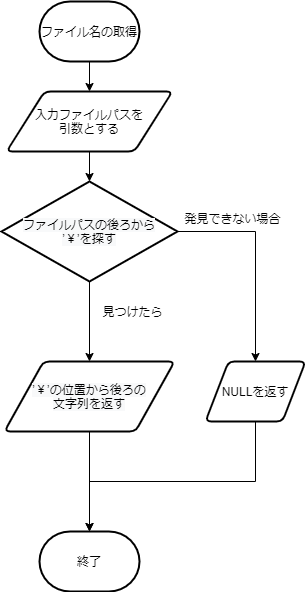 ファイル名の取得
入力ファイルパスを
引数とする
ファイルパスの後ろから
'￥'を探す
発見できない場合
見つけたら
'￥'の位置から後ろの
文字列を返す
NULLを返す
終了